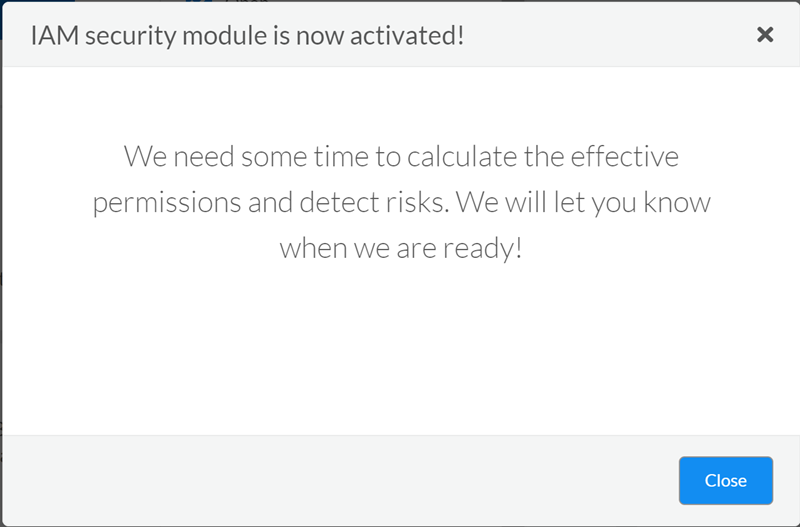 IAM security module is now activated!
We need some time to calculate the effective
permissions and detect risks. We will let you know
when we are ready!
Close